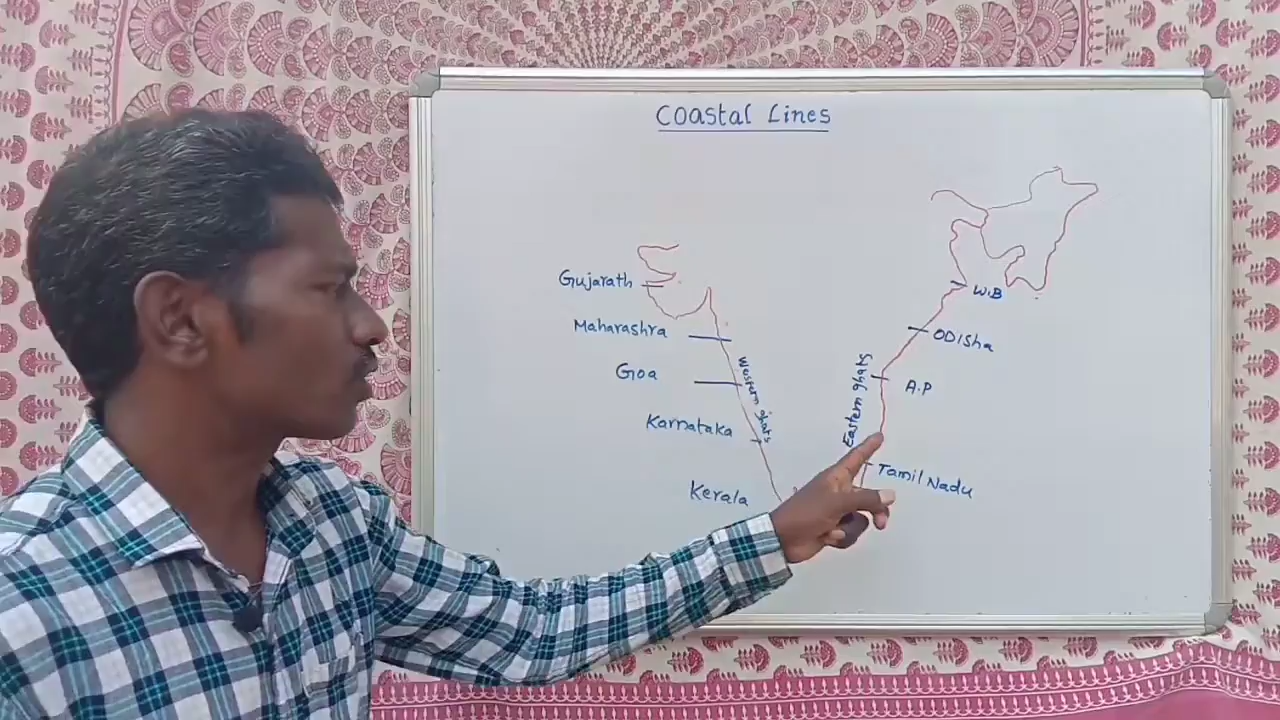 Coastal Lines
Gujarath
Maharashra
Goa
Karnataka
Kerala
Western ghats
Eastern ghats
W.B
Odisha
A.P
Tamil Nadu